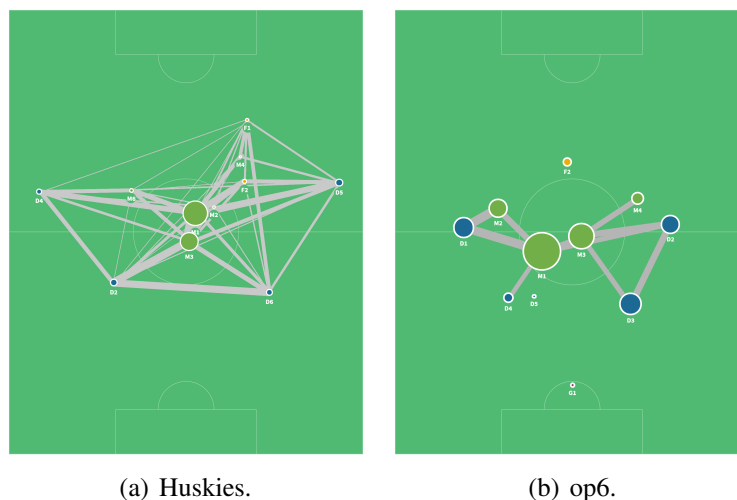 F1
M4
F2
D4
M6
D5
M2
M1
M3
D2
D6
F2
M4
M2
D1
D2
M3
M1
D4
D5
D3
G1
(a) Huskies.
(b) op6.